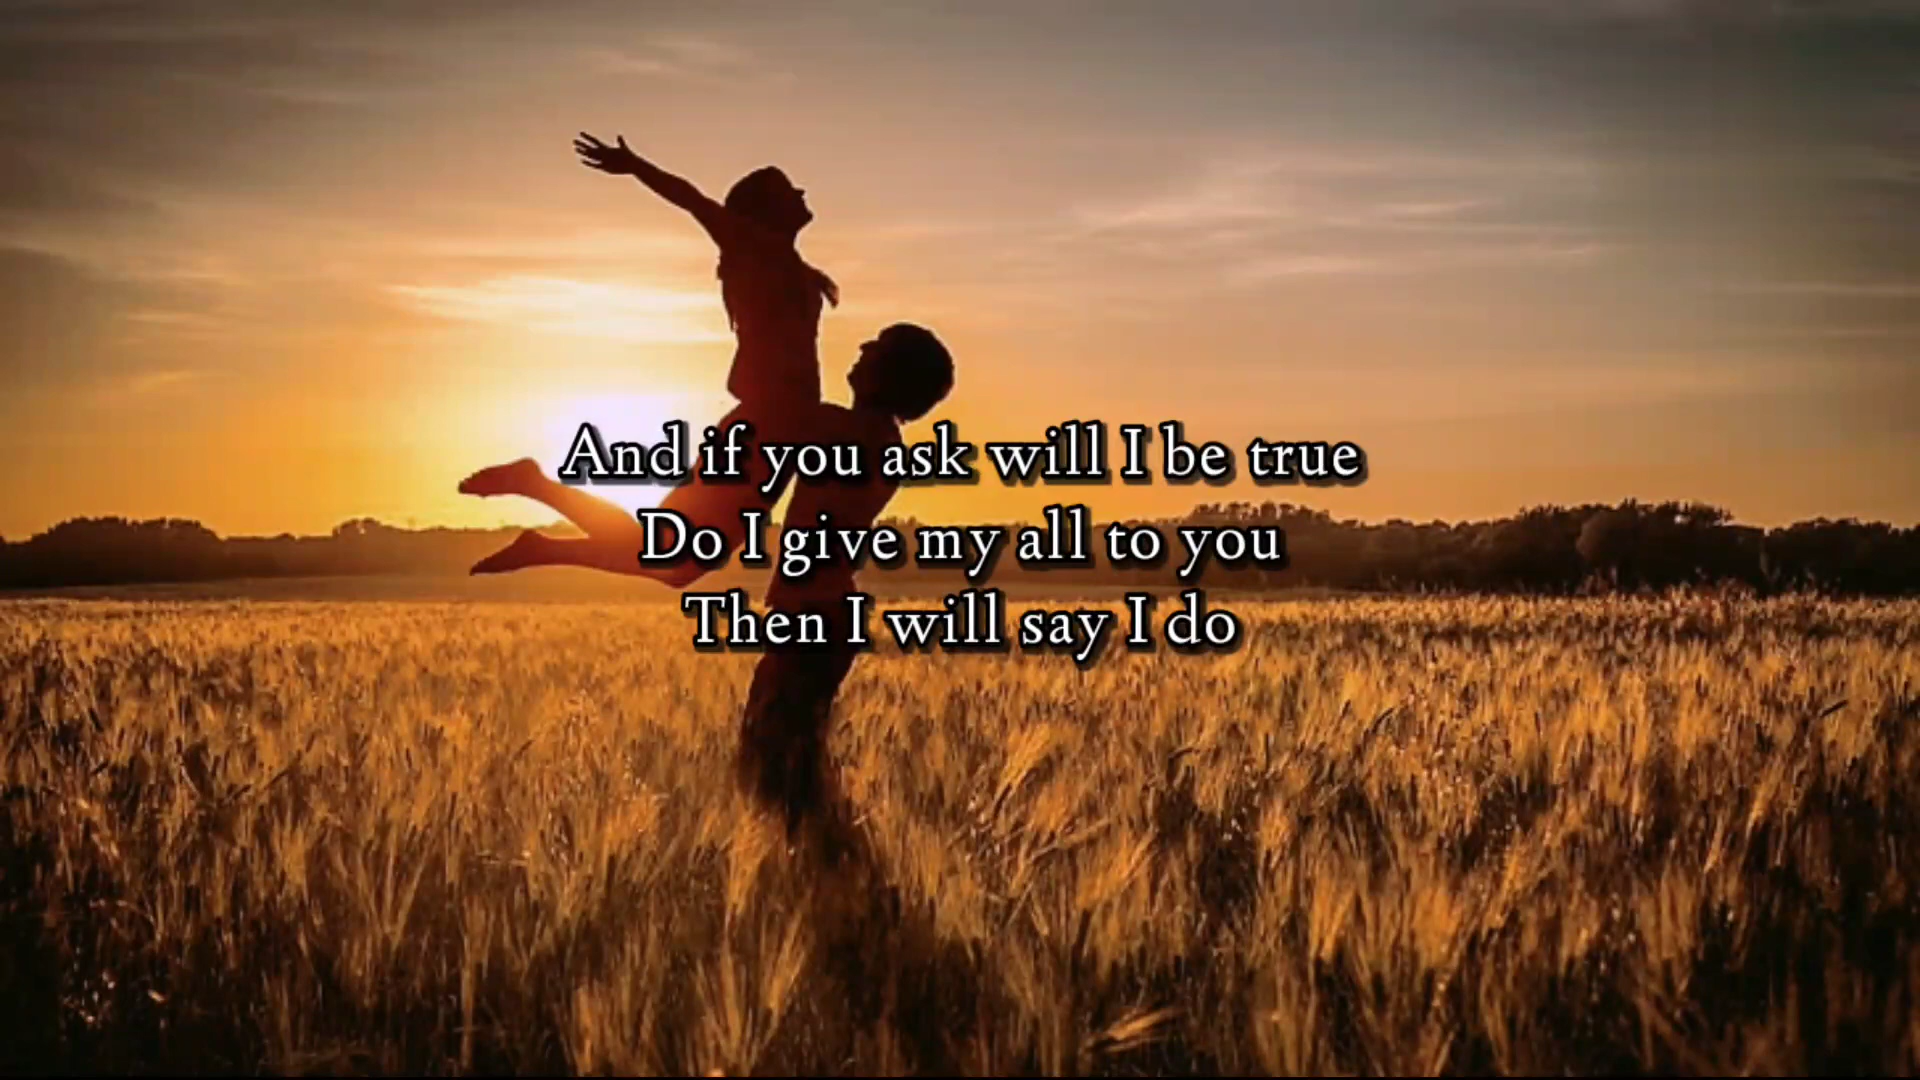 And if you ask will I be true
Do I give my all to you
Then I will say I do